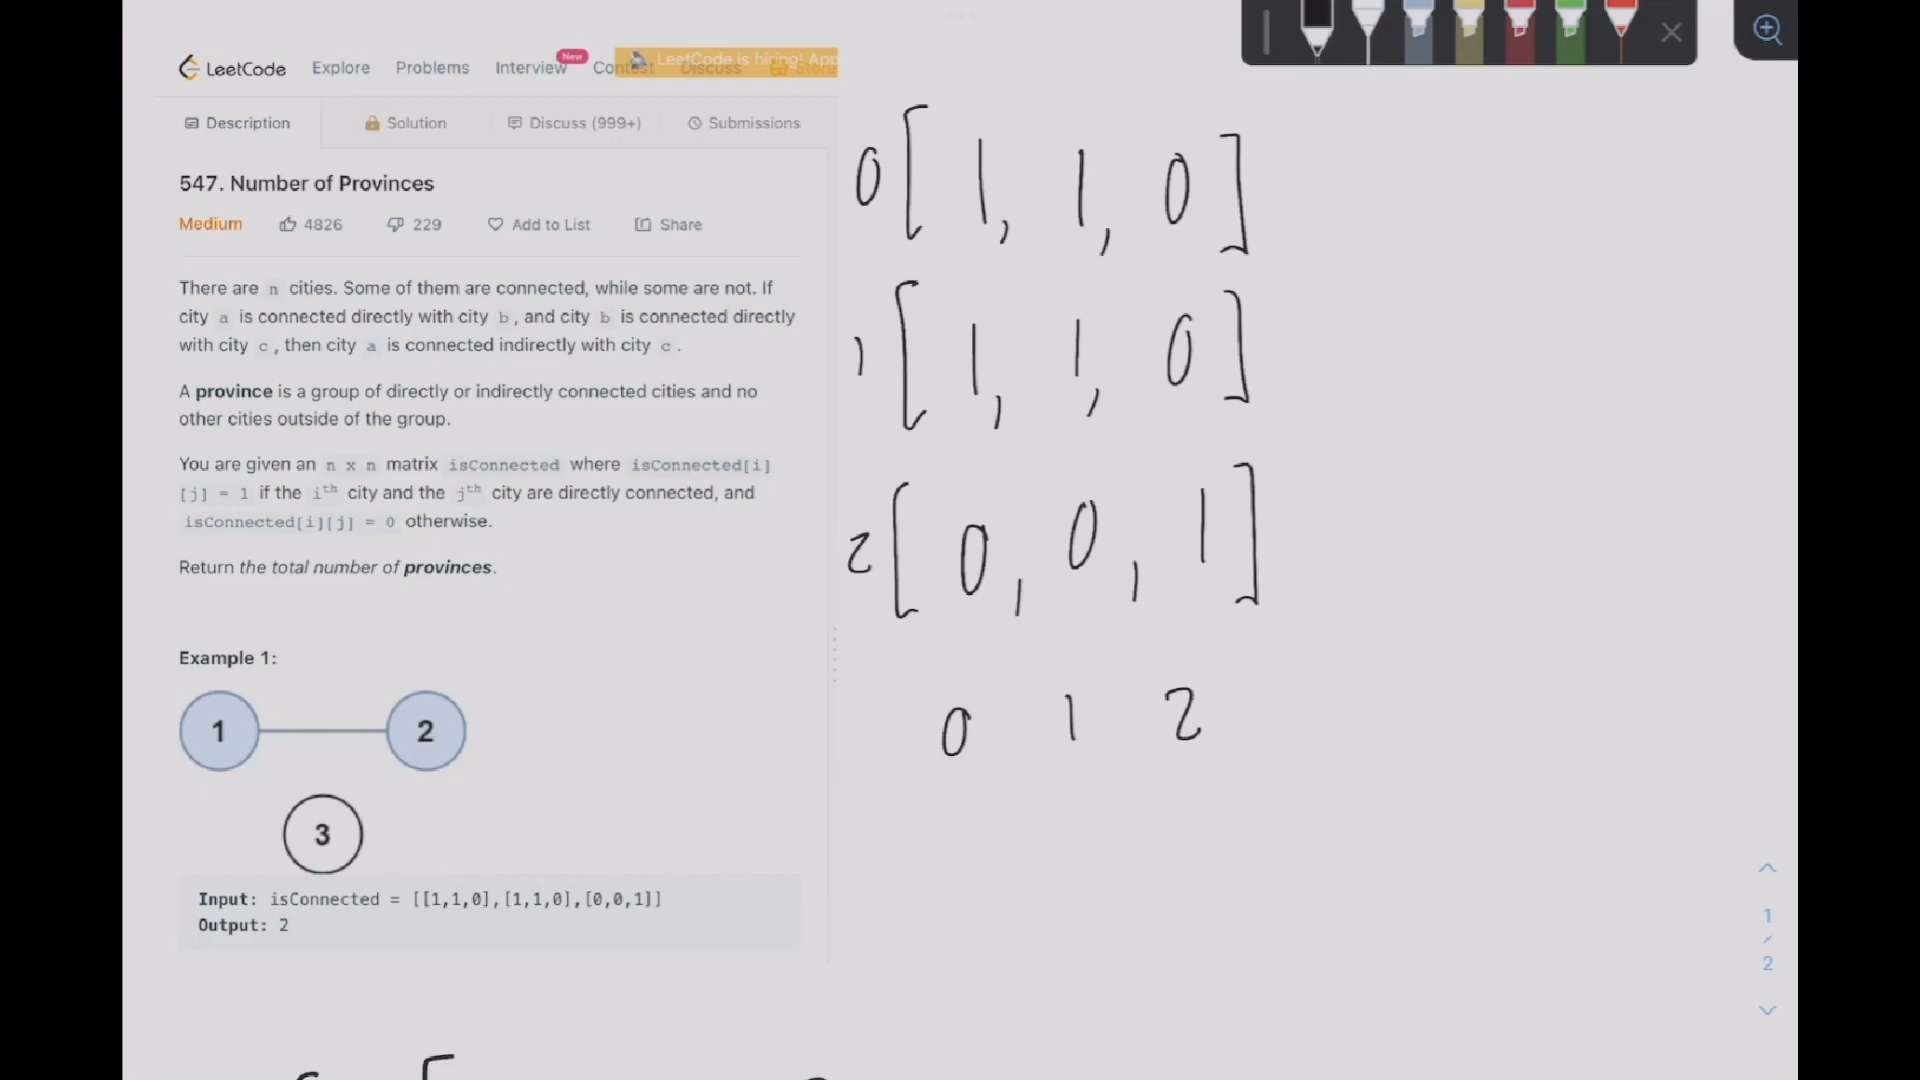 LeetCode Explore Problems Interview New Contest Discuss Store
LeetCode is hiring! App
Description Solution Discuss (999+) Submissions
547. Number of Provinces
Medium 4826 229 Add to List Share
There are n cities. Some of them are connected, while some are not. If
city a is connected directly with city b, and city b is connected directly
with city c, then city a is connected indirectly with city c.
A province is a group of directly or indirectly connected cities and no
other cities outside of the group.
You are given an n x n matrix isConnected where isConnected[i]
[j] = 1 if the ith city and the jth city are directly connected, and
isConnected[i][j] = 0 otherwise.
Return the total number of provinces.
Example 1:
1 2
3
Input: isConnected = [[1,1,0],[1,1,0],[0,0,1]]
Output: 2
0 [ 1, 1, 0 ]
1 [ 1, 1, 0 ]
2 [ 0, 0, 1 ]
0 1 2
1
/
2